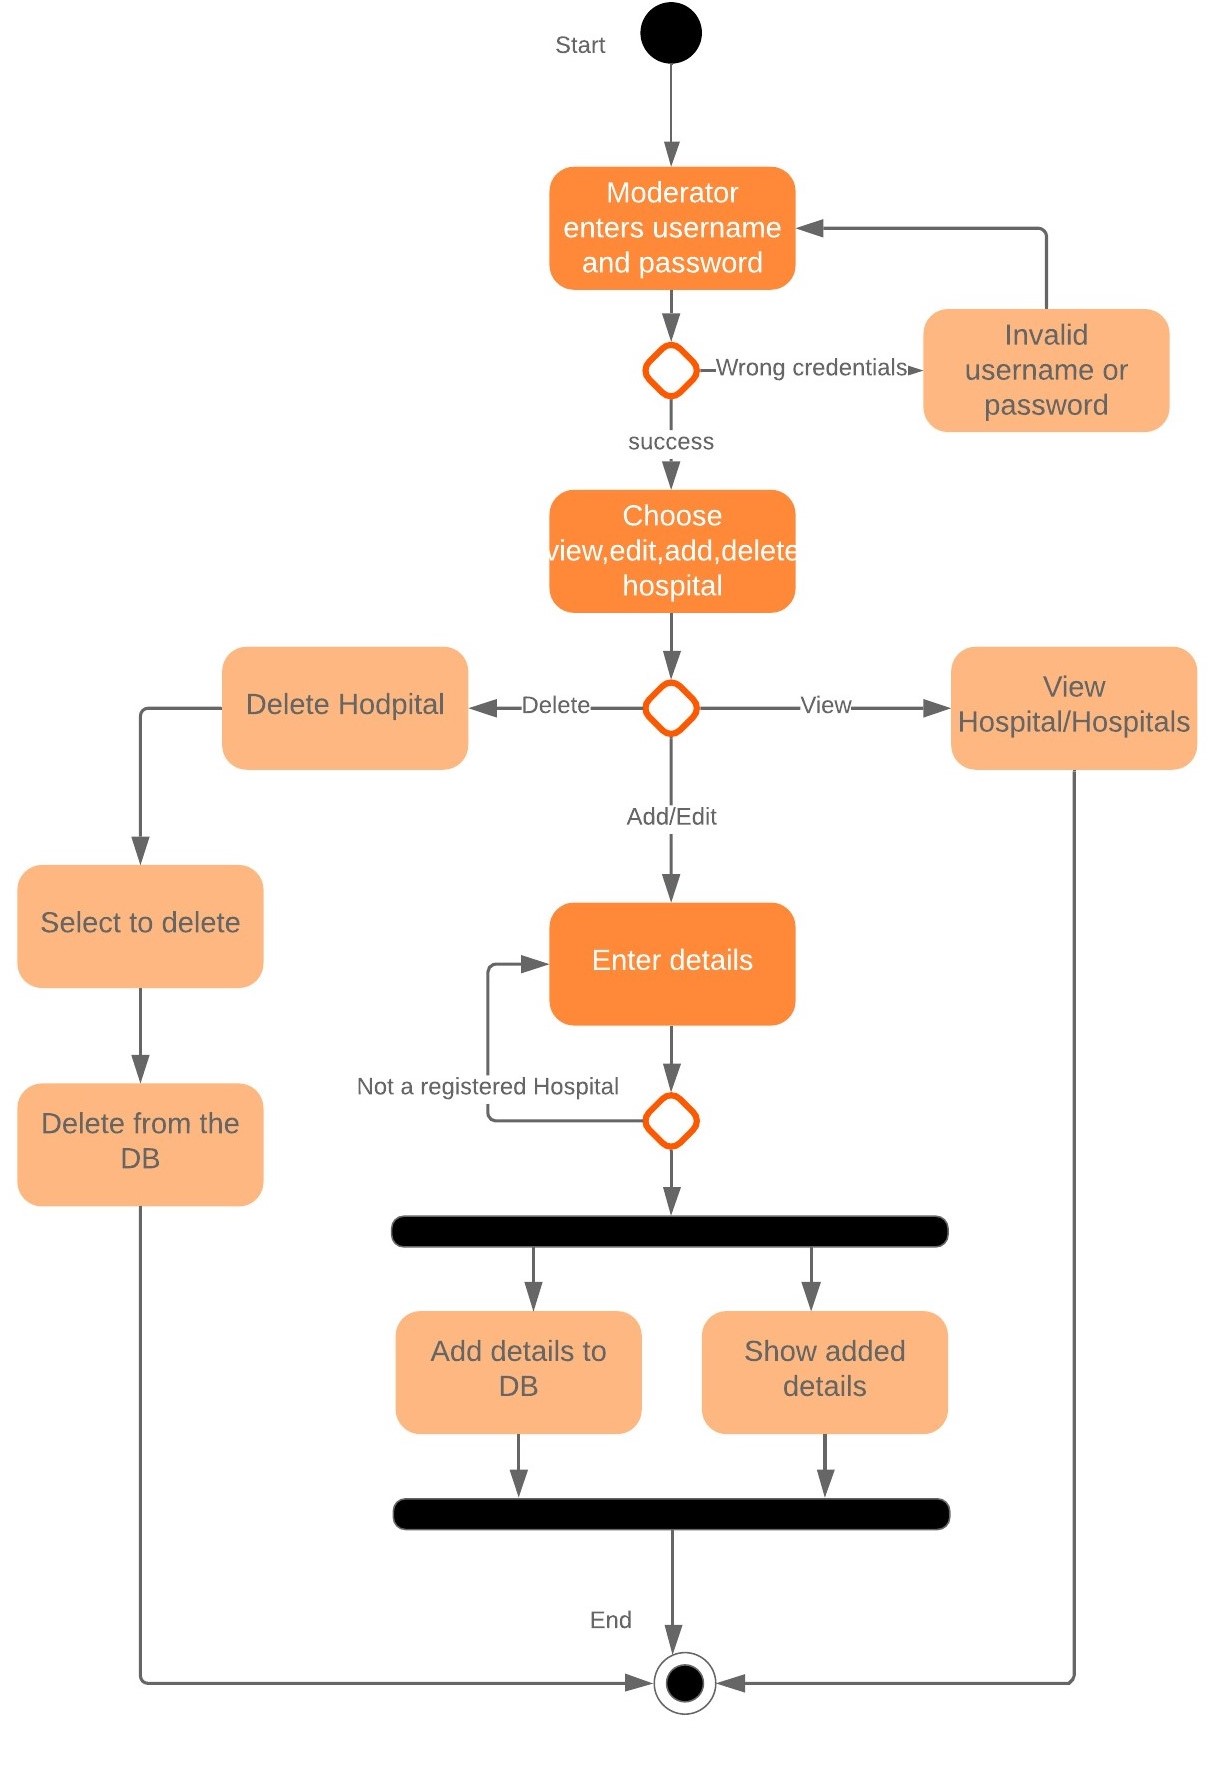 Start
Moderator
enters username
and password
Invalid
username or
password
Wrong credentials
success
Choose
view,edit,add,delete
hospital
Delete Hodpital
Delete
View
View
Hospital/Hospitals
Add/Edit
Select to delete
Enter details
Not a registered Hospital
Delete from the
DB
Add details to
DB
Show added
details
End